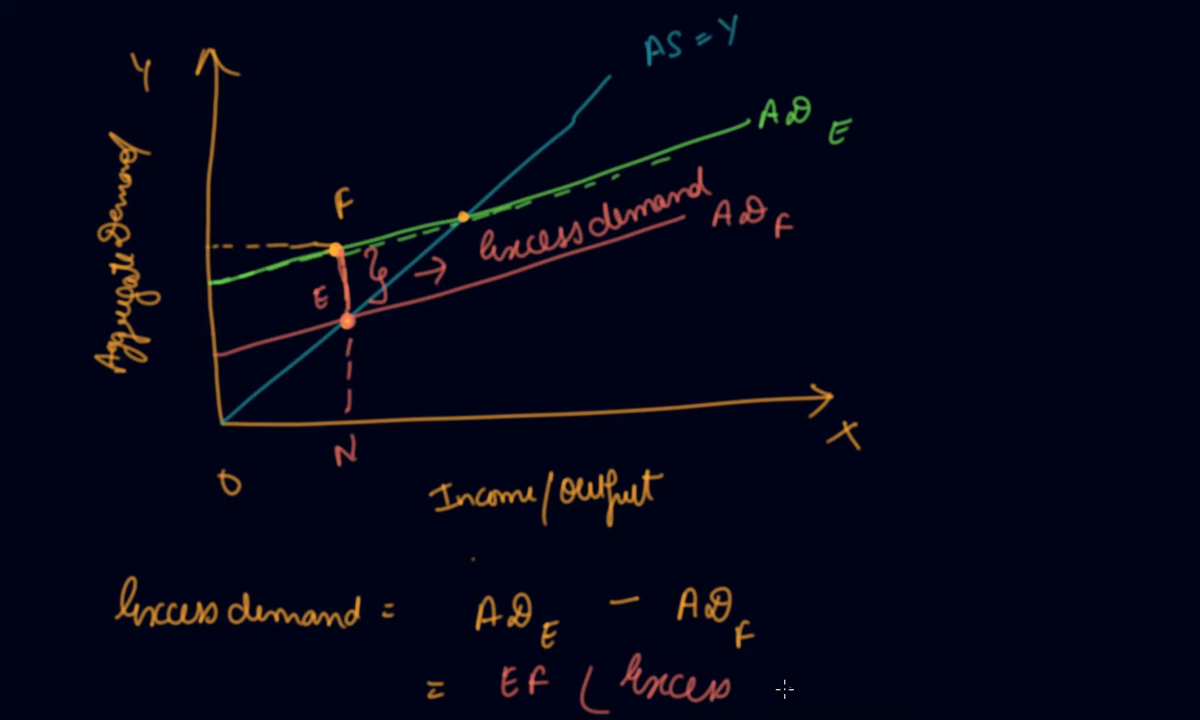 Y
AS = Y
AD E
Aggregate Demand
F
Excess demand
AD F
E
N
X
O
Income/output
Excess demand = AD E - AD F
= EF ( Excess